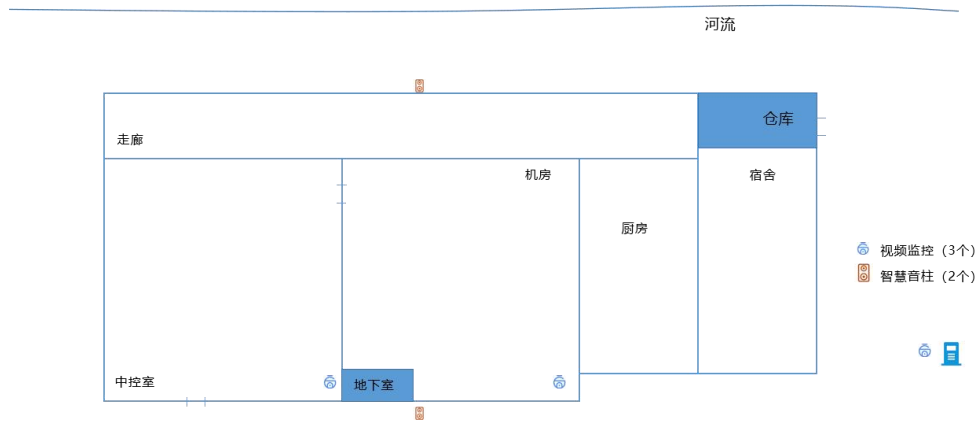 河流
仓库
走廊
机房
宿舍
厨房
视频监控（3个）
智慧音柱（2个）
中控室
地下室